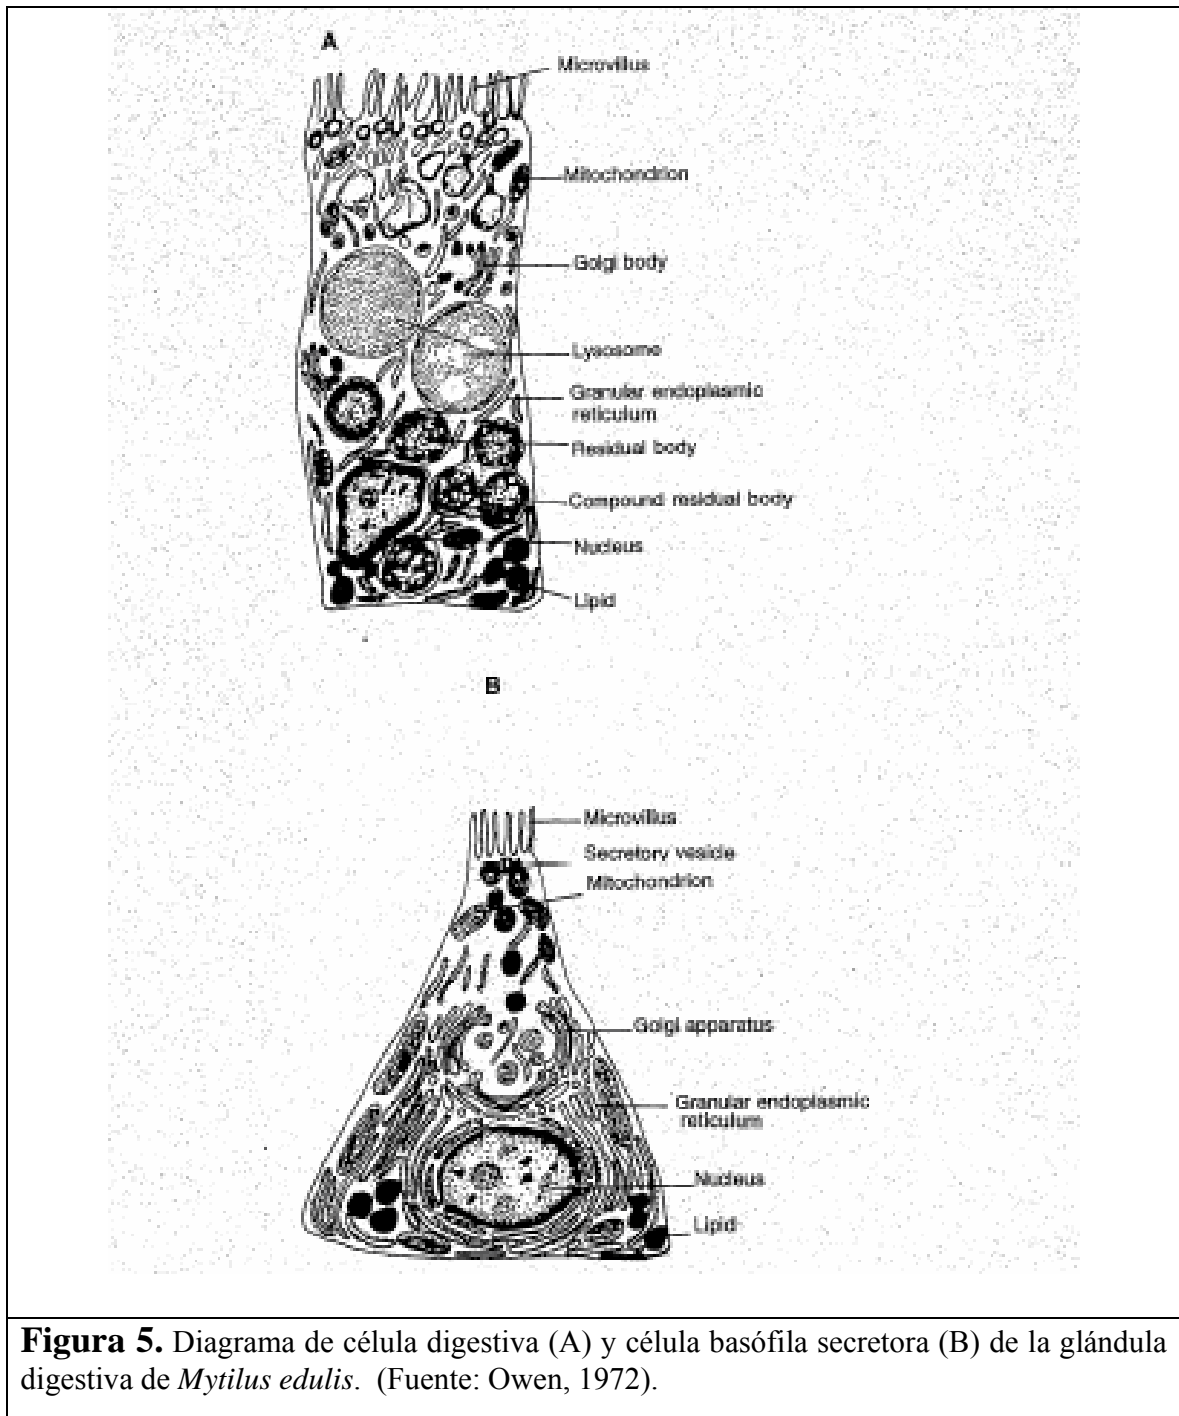 A
Microvillus
Mitochondrion
Golgi body
Lysosome
Granular endoplasmic
reticulum
Residual body
Compound residual body
Nucleus
Lipid
B
Microvillus
Secretory vesicle
Mitochondrion
Golgi apparatus
Granular endoplasmic
reticulum
Nucleus
Lipid
Figura 5. Diagrama de célula digestiva (A) y célula basófila secretora (B) de la glándula
digestiva de Mytilus edulis. (Fuente: Owen, 1972).